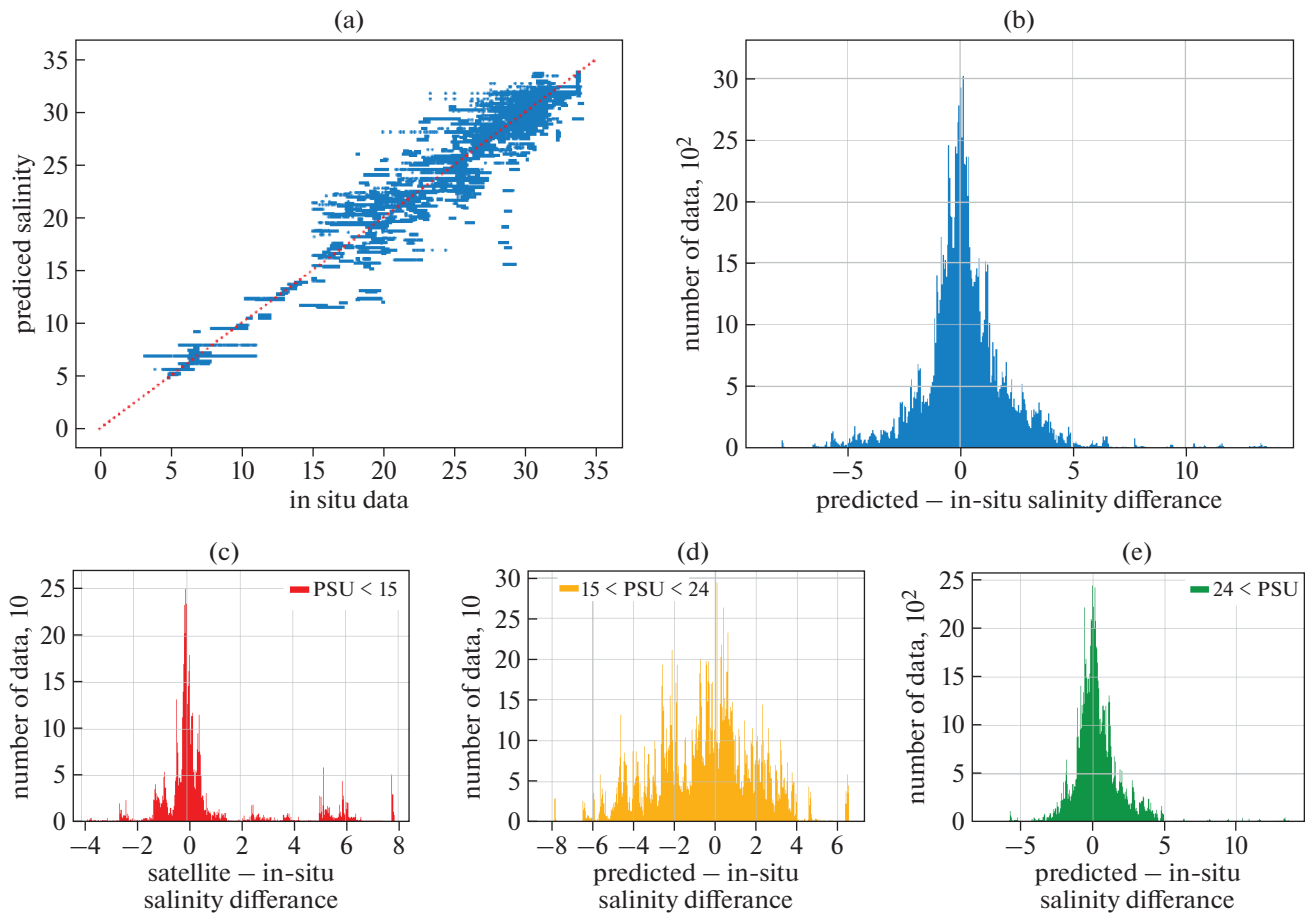 (a)
prediced salinity
35
30
25
20
15
10
5
0
0 5 10 15 20 25 30 35
in situ data
(b)
number of data, 10²
30
25
20
15
10
5
0
−5 0 5 10
predicted − in-situ salinity differance
(c)
number of data, 10
PSU < 15
25
20
15
10
5
0
−4 −2 0 2 4 6 8
satellite − in-situ
salinity differance
(d)
number of data, 10
15 < PSU < 24
30
25
20
15
10
5
0
−8 −6 −4 −2 0 2 4 6
predicted − in-situ
salinity differance
(e)
number of data, 10²
24 < PSU
25
20
15
10
5
0
−5 0 5 10
predicted − in-situ
salinity differance